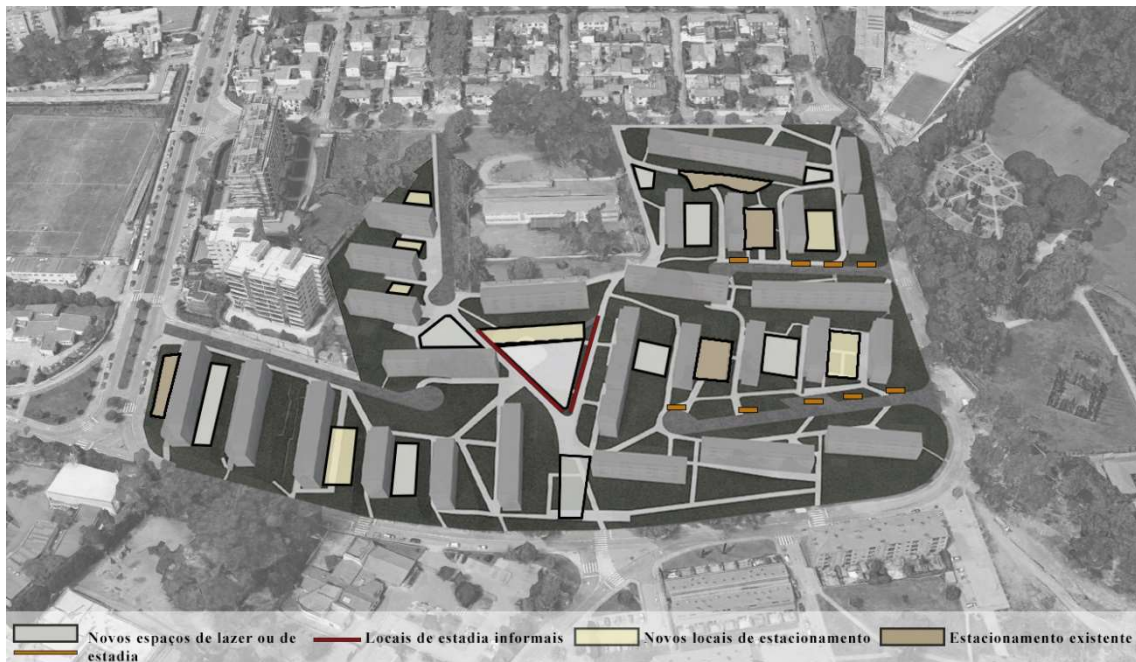 Novos espaços de lazer ou de estadia
Locais de estadia informais
Novos locais de estacionamento
Estacionamento existente